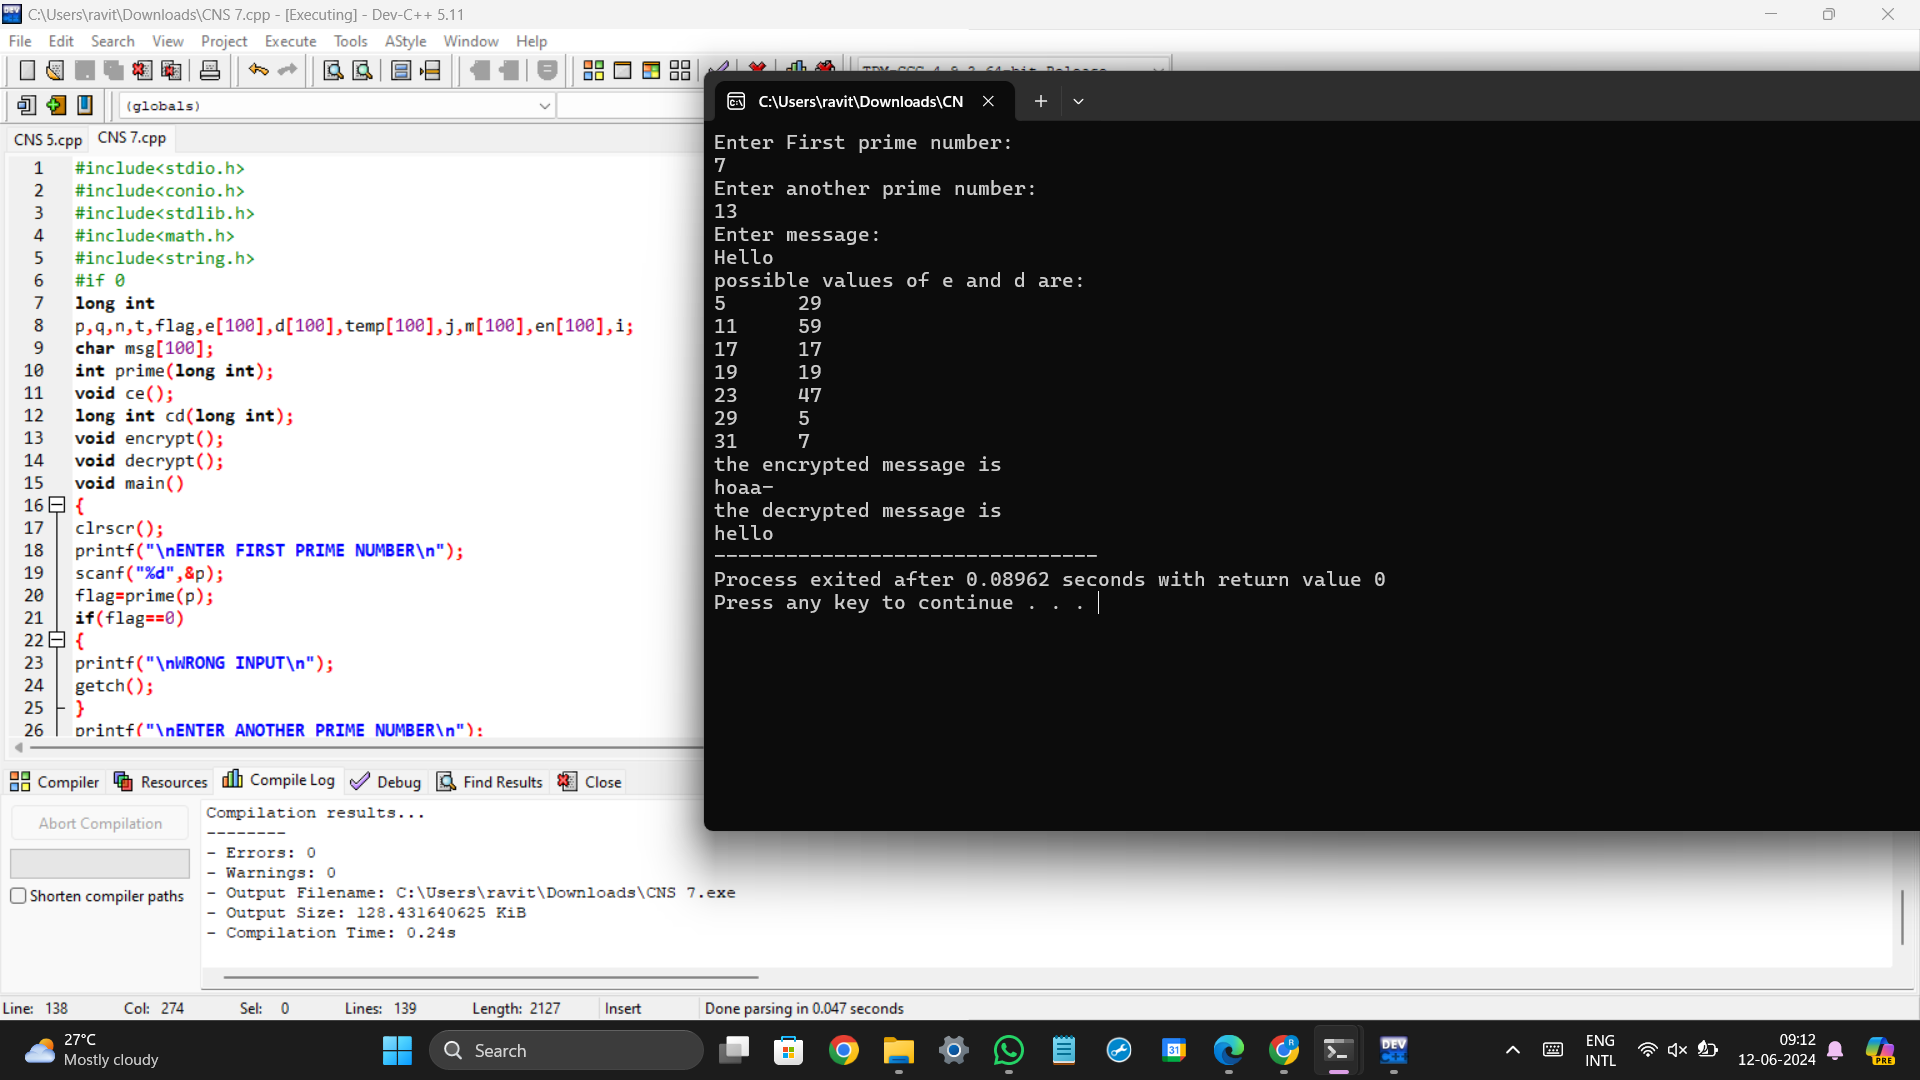 C:\Users\ravit\Downloads\CNS 7.cpp - [Executing] - Dev-C++ 5.11
File Edit Search View Project Execute Tools AStyle Window Help
(globals)
CNS 5.cpp CNS 7.cpp
1 #include<stdio.h>
2 #include<conio.h>
3 #include<stdlib.h>
4 #include<math.h>
5 #include<string.h>
6 #if 0
7 long int
8 p,q,n,t,flag,e[100],d[100],temp[100],j,m[100],en[100],i;
9 char msg[100];
10 int prime(long int);
11 void ce();
12 long int cd(long int);
13 void encrypt();
14 void decrypt();
15 void main()
16 {
17 clrscr();
18 printf("\nENTER FIRST PRIME NUMBER\n");
19 scanf("%d",&p);
20 flag=prime(p);
21 if(flag==0)
22 {
23 printf("\nWRONG INPUT\n");
24 getch();
25 }
26 printf("\nENTER ANOTHER PRIME NUMBER\n");
C:\Users\ravit\Downloads\CN
Enter First prime number:
7
Enter another prime number:
13
Enter message:
Hello
possible values of e and d are:
5 29
11 59
17 17
19 19
23 47
29 5
31 7
the encrypted message is
hoaa-
the decrypted message is
hello
--------------------------------
Process exited after 0.08962 seconds with return value 0
Press any key to continue . . .
Compiler Resources Compile Log Debug Find Results Close
Abort Compilation
Shorten compiler paths
Compilation results...
--------
- Errors: 0
- Warnings: 0
- Output Filename: C:\Users\ravit\Downloads\CNS 7.exe
- Output Size: 128.431640625 KiB
- Compilation Time: 0.24s
Line: 138 Col: 274 Sel: 0 Lines: 139 Length: 2127 Insert Done parsing in 0.047 seconds
27°C
Mostly cloudy
Search
31
R
DEV
ENG
INTL
09:12
12-06-2024
PRE